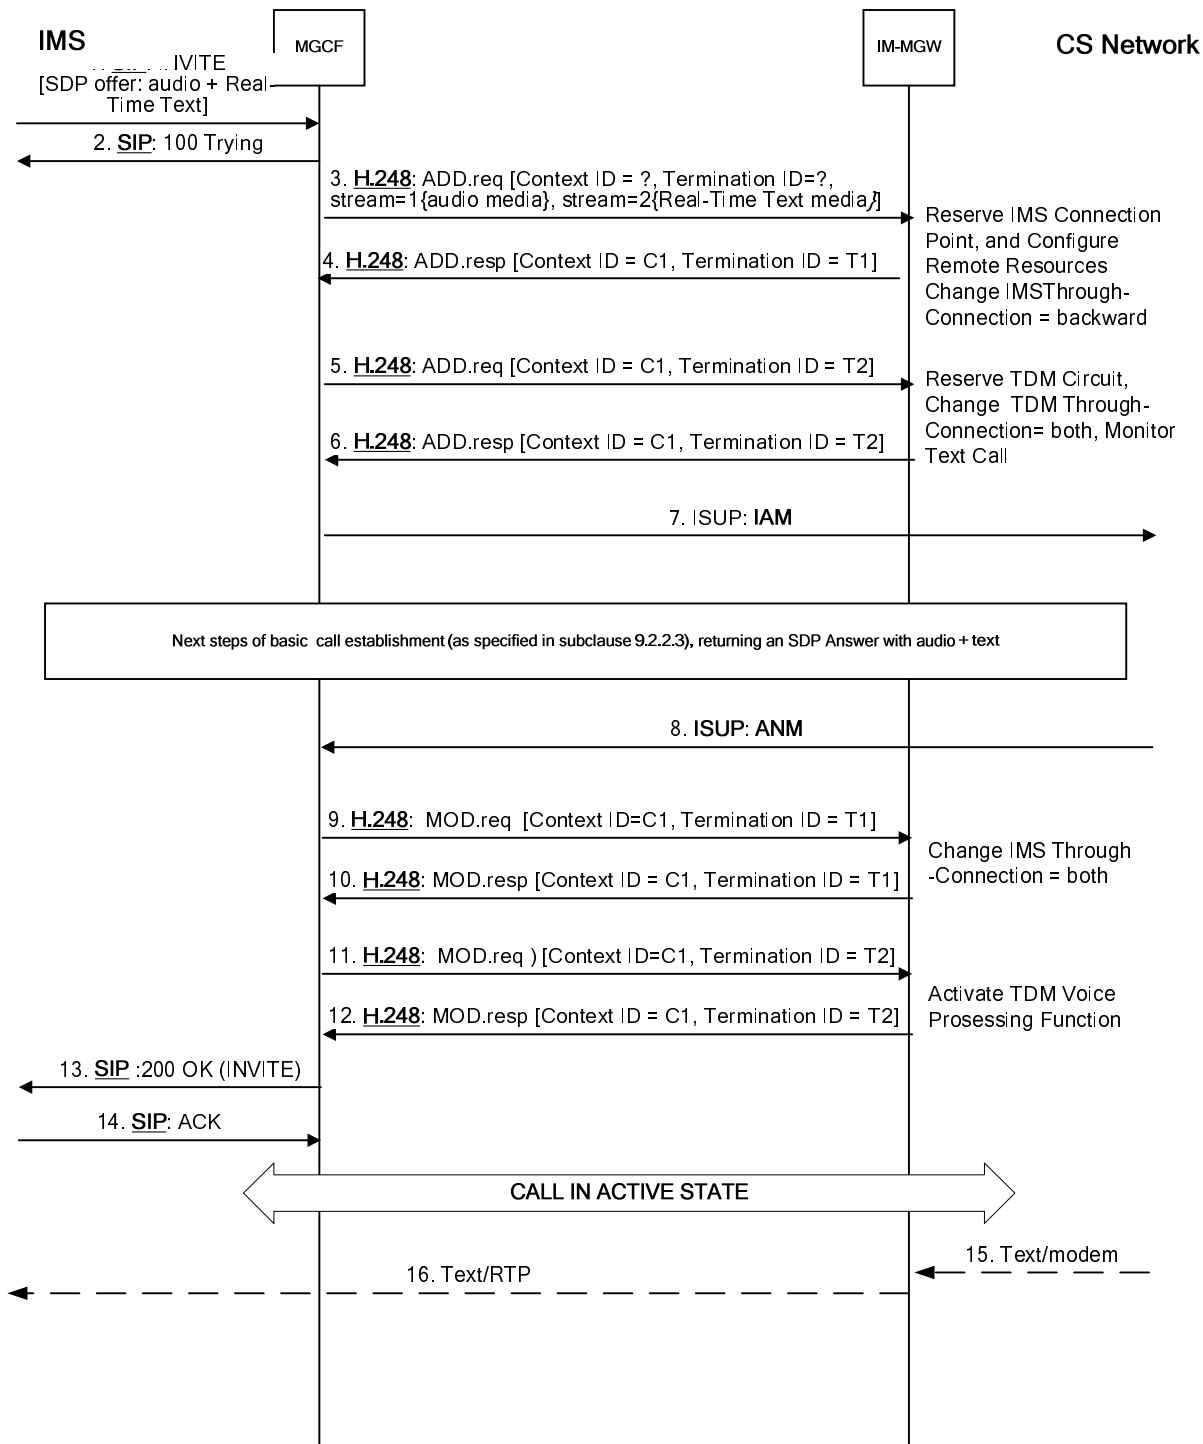 IMS
MGCF
IM-MGW
CS Network
IVITE
[SDP offer: audio + Real-
Time Text]
2. SIP: 100 Trying
3. H.248: ADD.req [Context ID = ?, Termination ID=?,
stream=1{audio media}, stream=2{Real-Time Text media}]
Reserve IMS Connection
Point, and Configure
Remote Resources
Change IMSThrough-
Connection = backward
4. H.248: ADD.resp [Context ID = C1, Termination ID = T1]
5. H.248: ADD.req [Context ID = C1, Termination ID = T2]
Reserve TDM Circuit,
Change TDM Through-
Connection= both, Monitor
Text Call
6. H.248: ADD.resp [Context ID = C1, Termination ID = T2]
7. ISUP: IAM
Next steps of basic call establishment (as specified in subclause 9.2.2.3), returning an SDP Answer with audio + text
8. ISUP: ANM
9. H.248: MOD.req [Context ID=C1, Termination ID = T1]
Change IMS Through
-Connection = both
10. H.248: MOD.resp [Context ID = C1, Termination ID = T1]
11. H.248: MOD.req ) [Context ID=C1, Termination ID = T2]
Activate TDM Voice
Prosessing Function
12. H.248: MOD.resp [Context ID = C1, Termination ID = T2]
13. SIP :200 OK (INVITE)
14. SIP: ACK
CALL IN ACTIVE STATE
15. Text/modem
16. Text/RTP